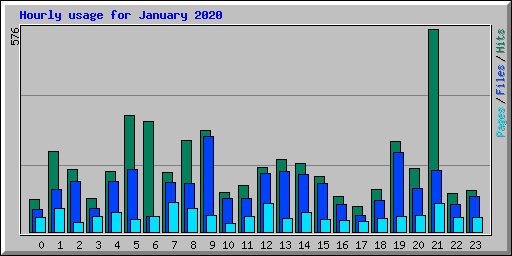 Hourly usage for January 2020
576
Pages/Files/Hits
0 1 2 3 4 5 6 7 8 9 10 11 12 13 14 15 16 17 18 19 20 21 22 23